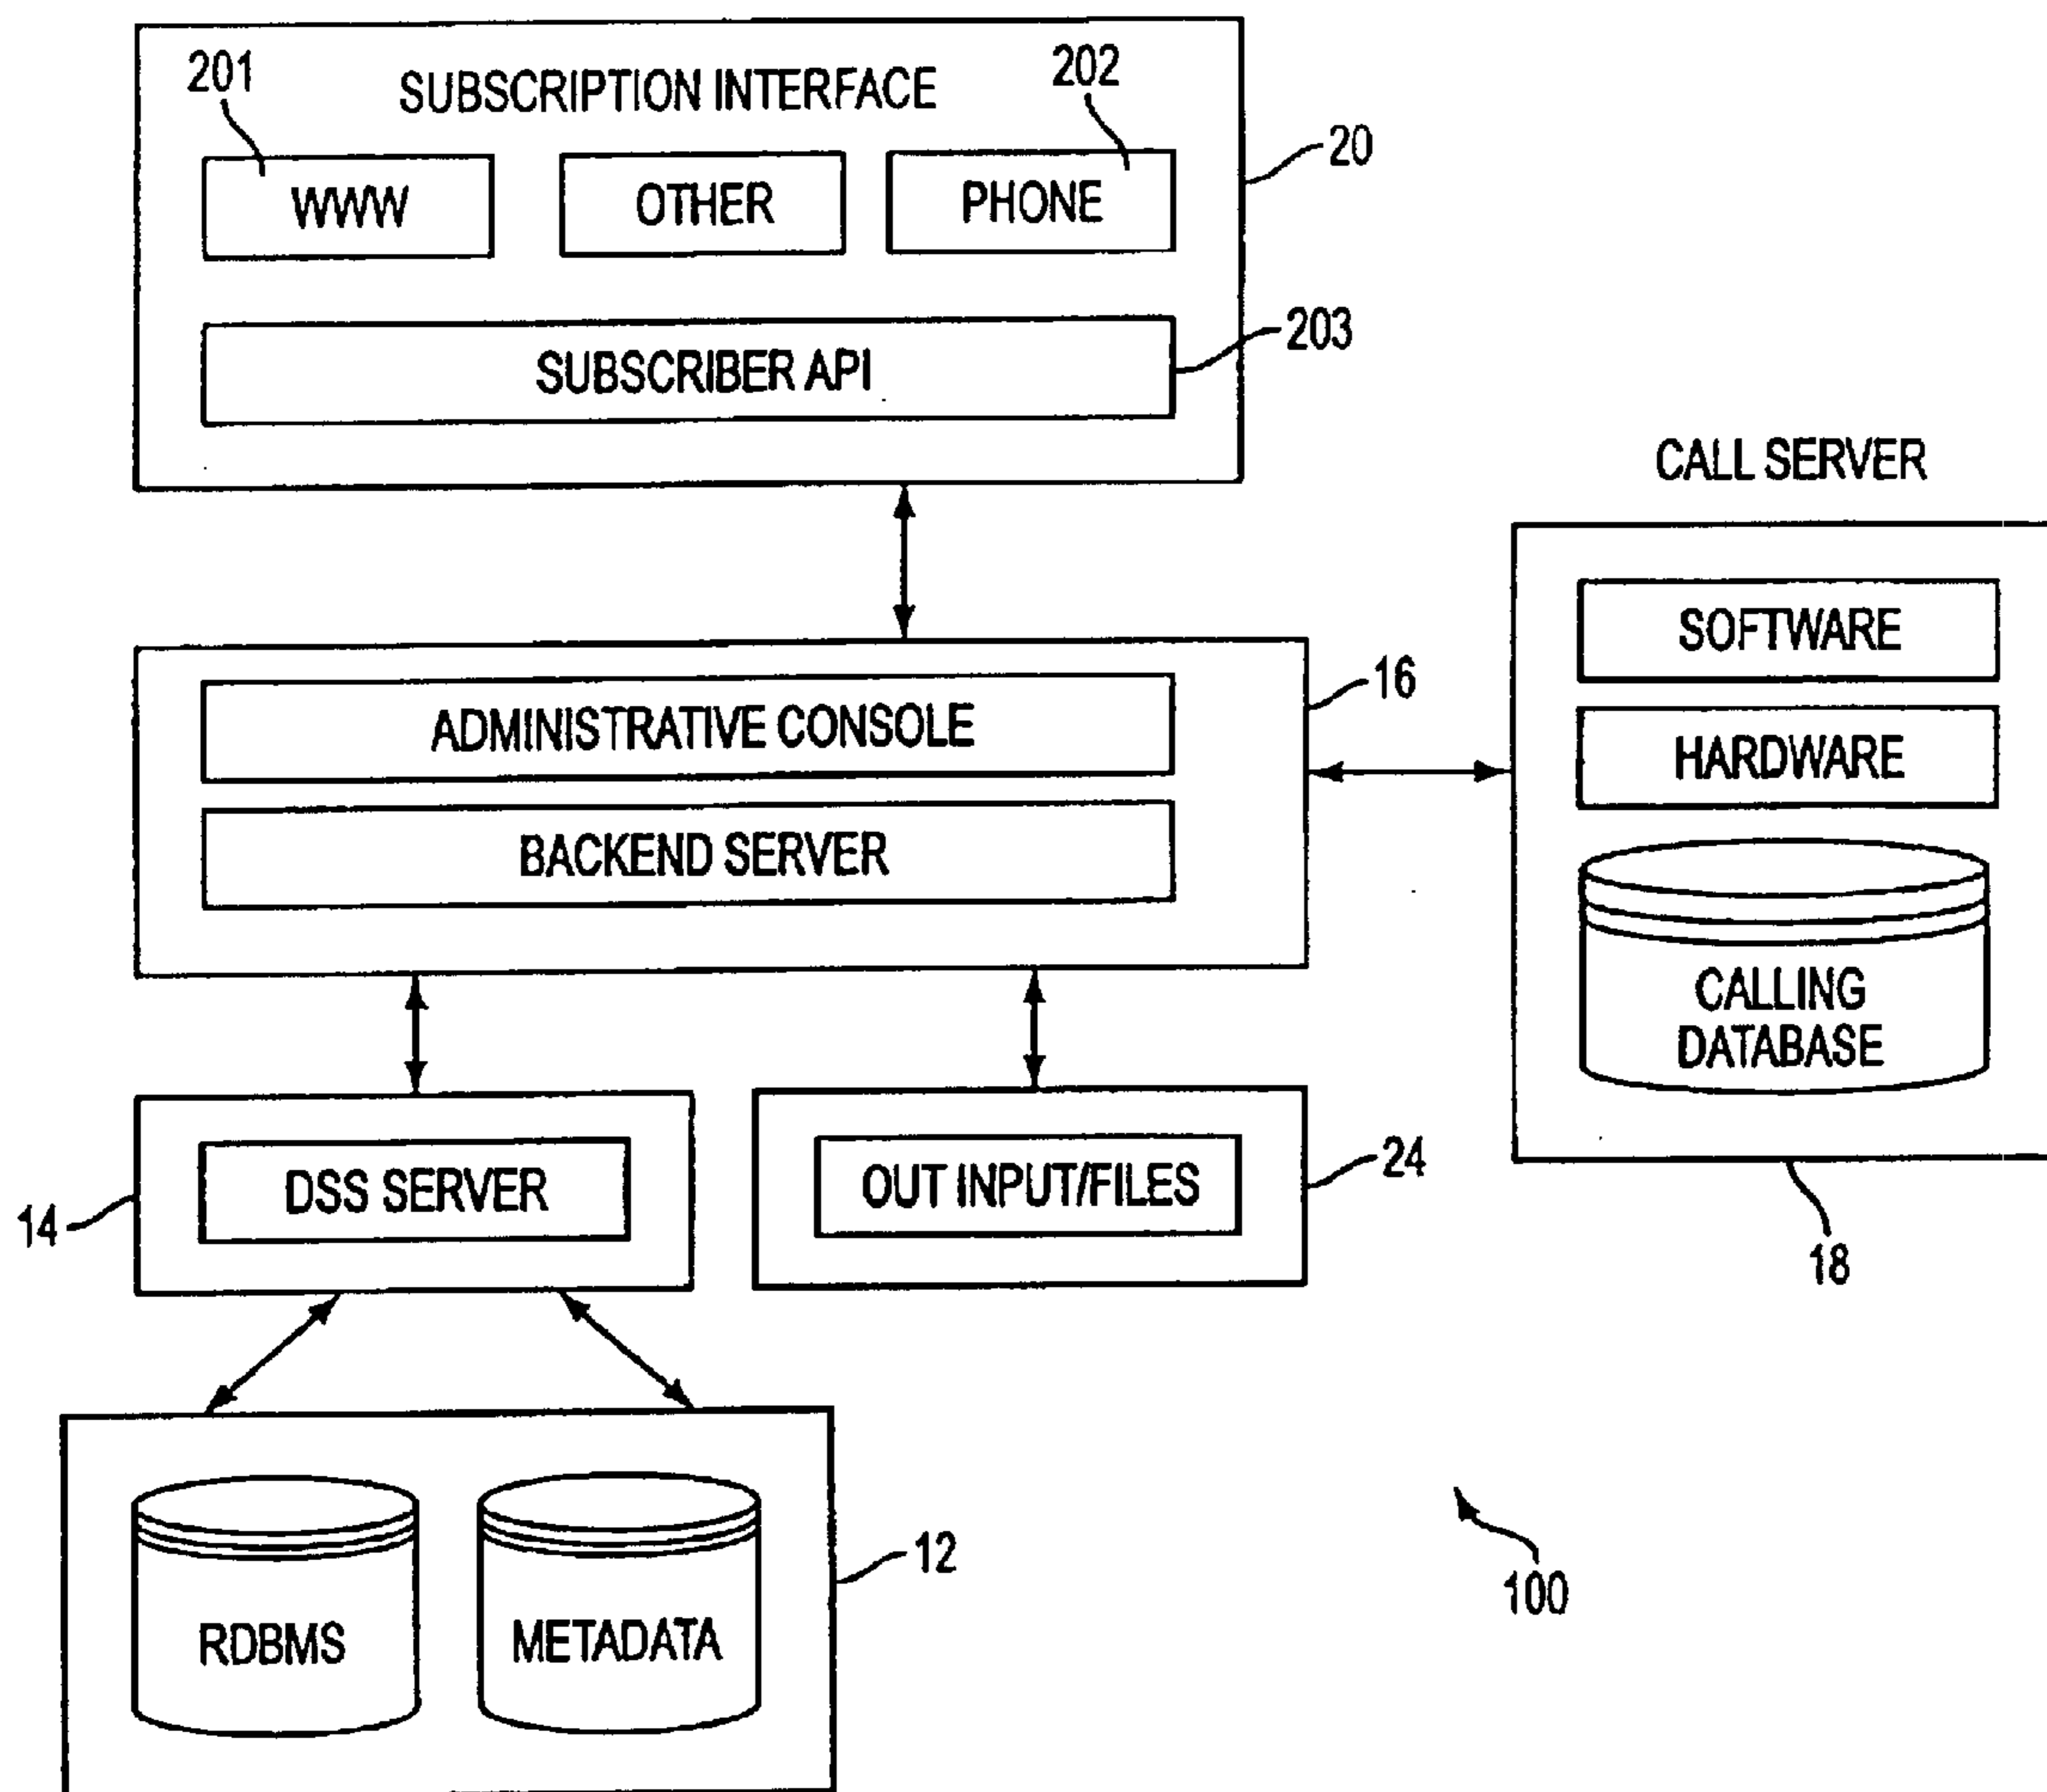 201
SUBSCRIPTION INTERFACE
202
20
WWW
OTHER
PHONE
203
SUBSCRIBER API
CALL SERVER
16
SOFTWARE
ADMINISTRATIVE CONSOLE
HARDWARE
BACKEND SERVER
CALLING
DATABASE
14
DSS SERVER
OUT INPUT/FILES
24
18
12
RDBMS
METADATA
100